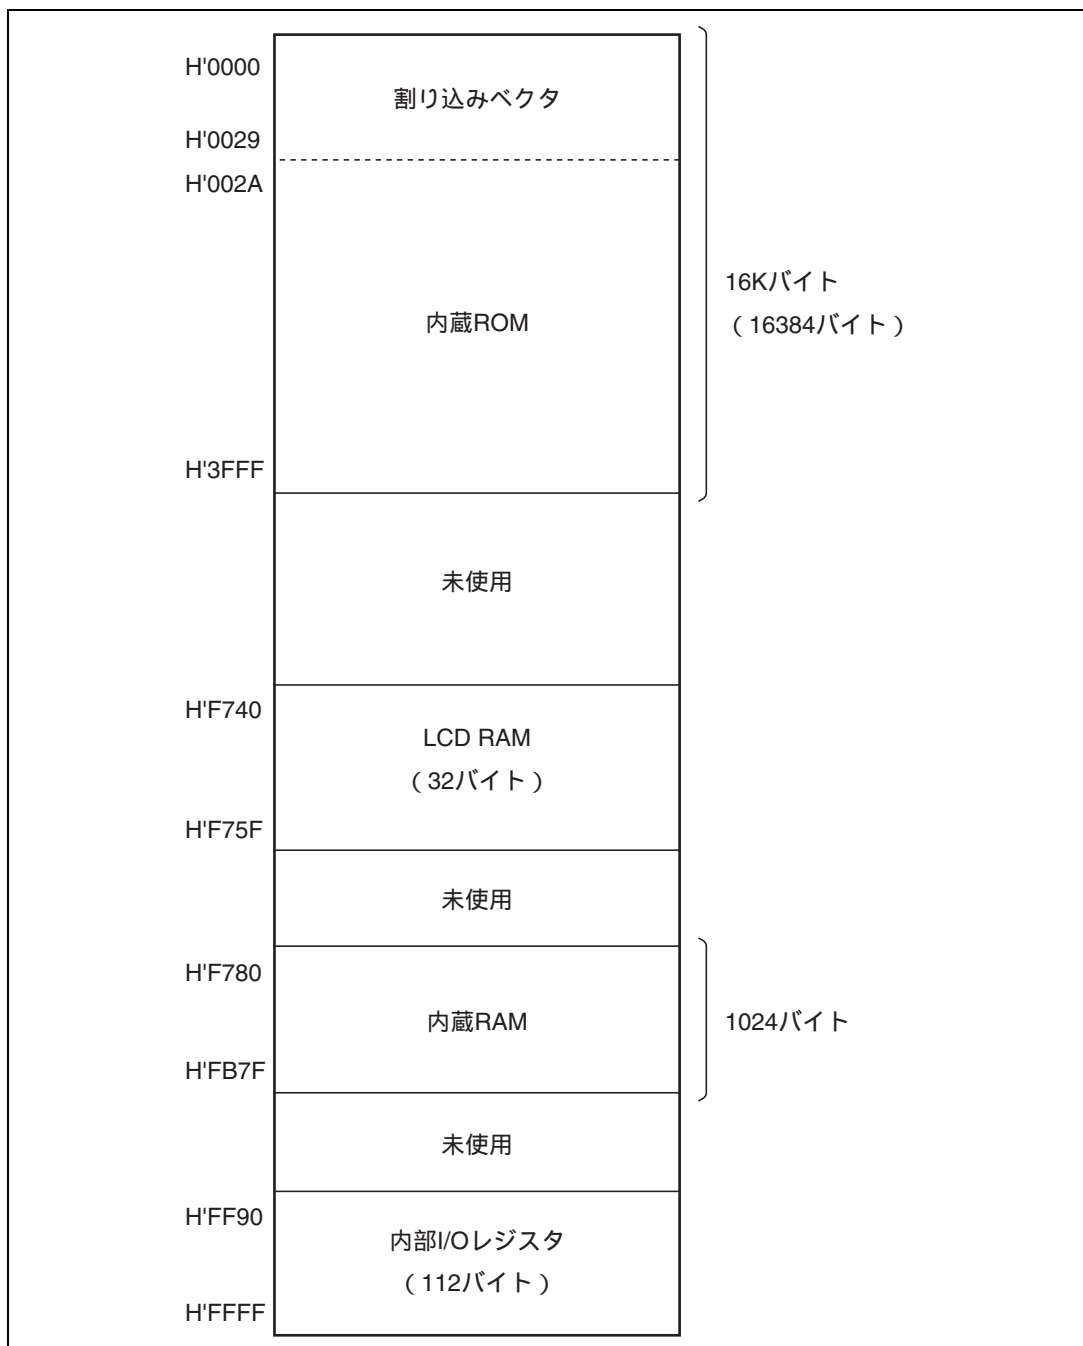 H'0000
割り込みベクタ
H'0029
H'002A
内蔵ROM
16Kバイト
（16384バイト）
H'3FFF
未使用
H'F740
LCD RAM
（32バイト）
H'F75F
未使用
H'F780
内蔵RAM
1024バイト
H'FB7F
未使用
H'FF90
内部I/Oレジスタ
（112バイト）
H'FFFF